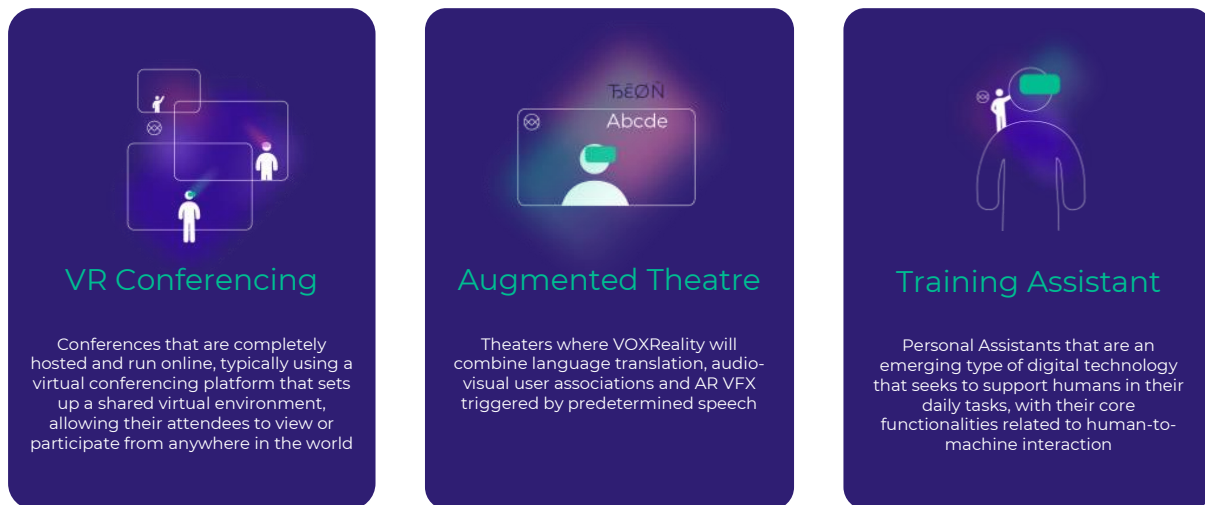 VR Conferencing
Conferences that are completely
hosted and run online, typically using a
virtual conferencing platform that sets
up a shared virtual environment,
allowing their attendees to view or
participate from anywhere in the world
ЂĒØÑ
Abcde
Augmented Theatre
Theaters where VOXReality will
combine language translation, audio-
visual user associations and AR VFX
triggered by predetermined speech
Training Assistant
Personal Assistants that are an
emerging type of digital technology
that seeks to support humans in their
daily tasks, with their core
functionalities related to human-to-
machine interaction